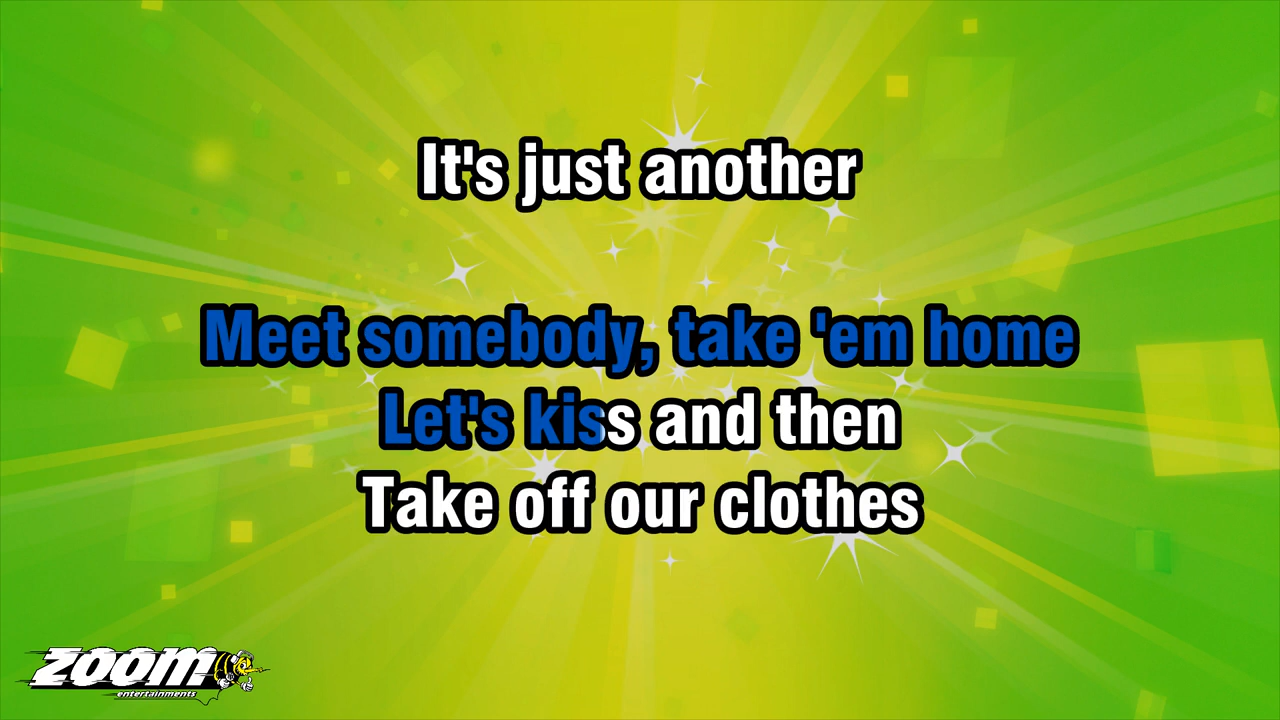 It's just another
Meet somebody, take 'em home
Let's kiss and then
Take off our clothes
ZOOM
entertainments